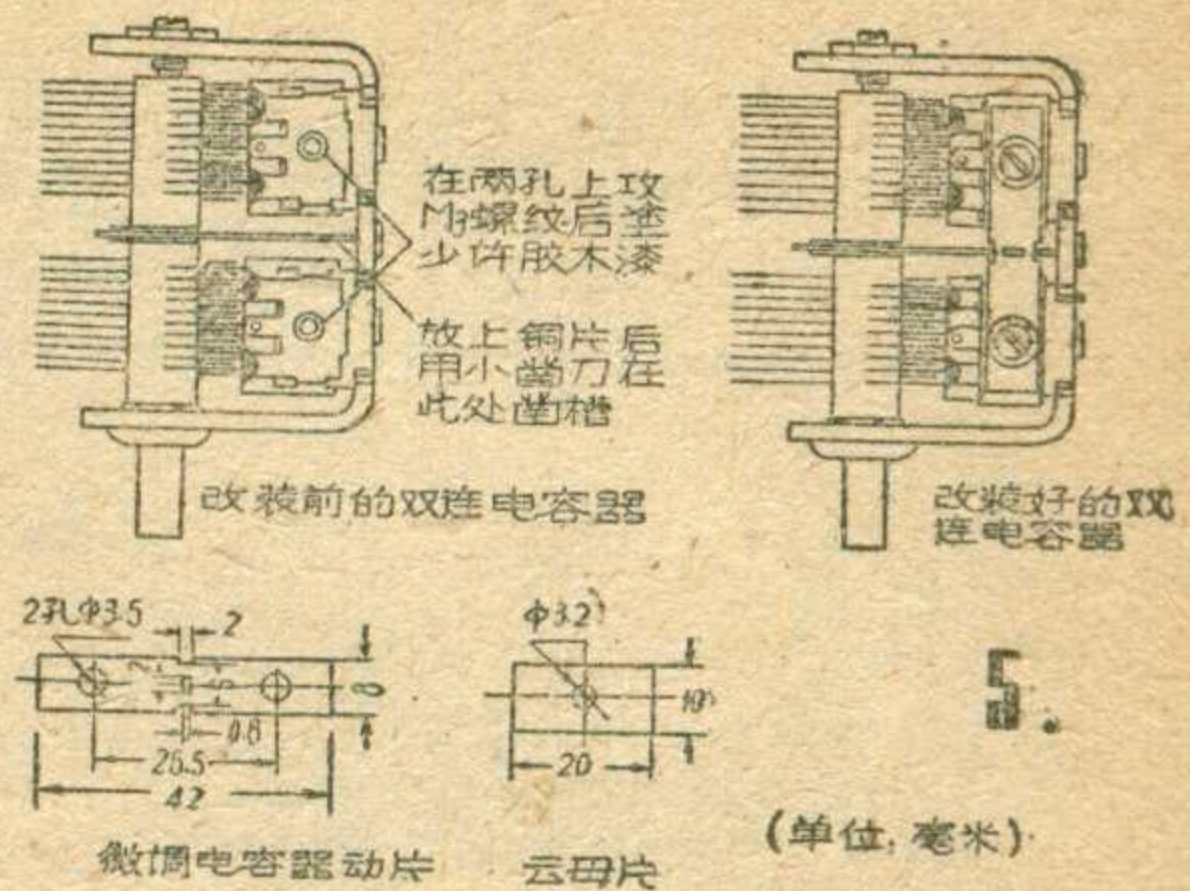 在两孔上攻
M3螺纹后塗
少许胶木漆
放上铜片后
用小凿刀在
此处凿槽
改装前的双连电容器
改装好的双
连电容器
2孔Φ3.5
2
2
5
8
0.8
26.5
42
微调电容器动片
Φ3.2
10
20
云母片
5.
(单位:毫米)